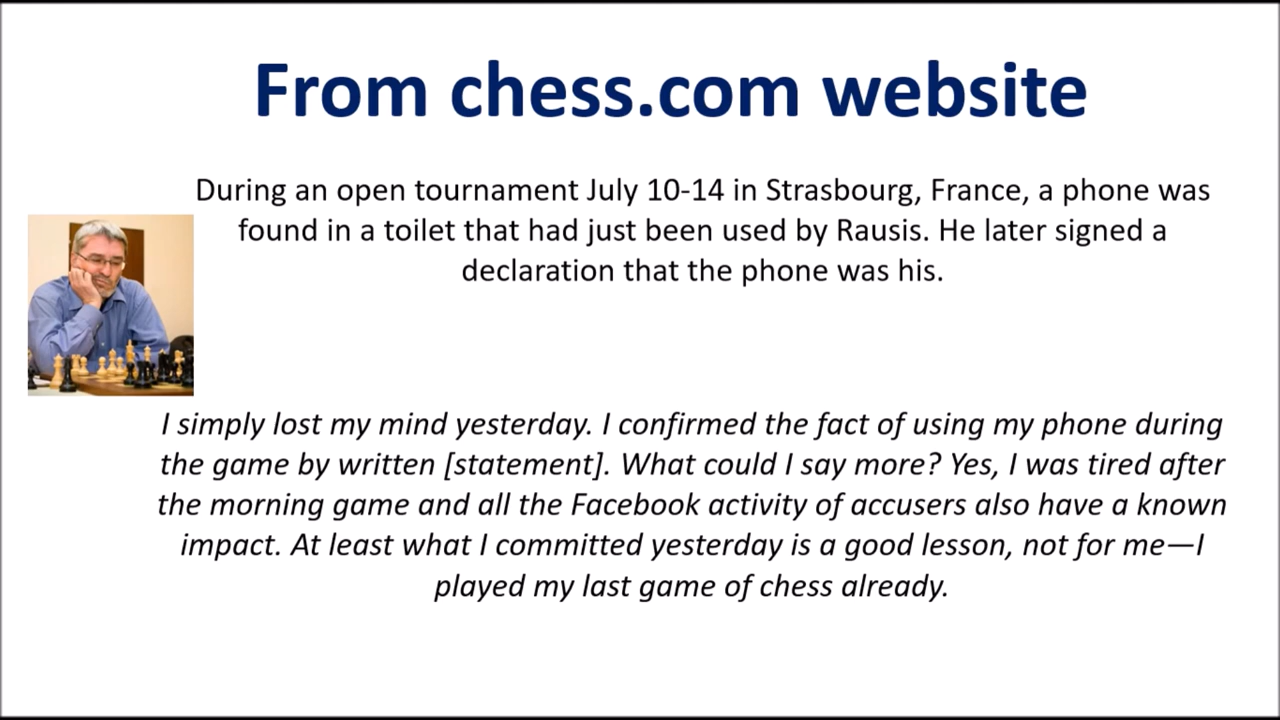 From chess.com website
During an open tournament July 10-14 in Strasbourg, France, a phone was
found in a toilet that had just been used by Rausis. He later signed a
declaration that the phone was his.
I simply lost my mind yesterday. I confirmed the fact of using my phone during
the game by written [statement]. What could I say more? Yes, I was tired after
the morning game and all the Facebook activity of accusers also have a known
impact. At least what I committed yesterday is a good lesson, not for me—I
played my last game of chess already.